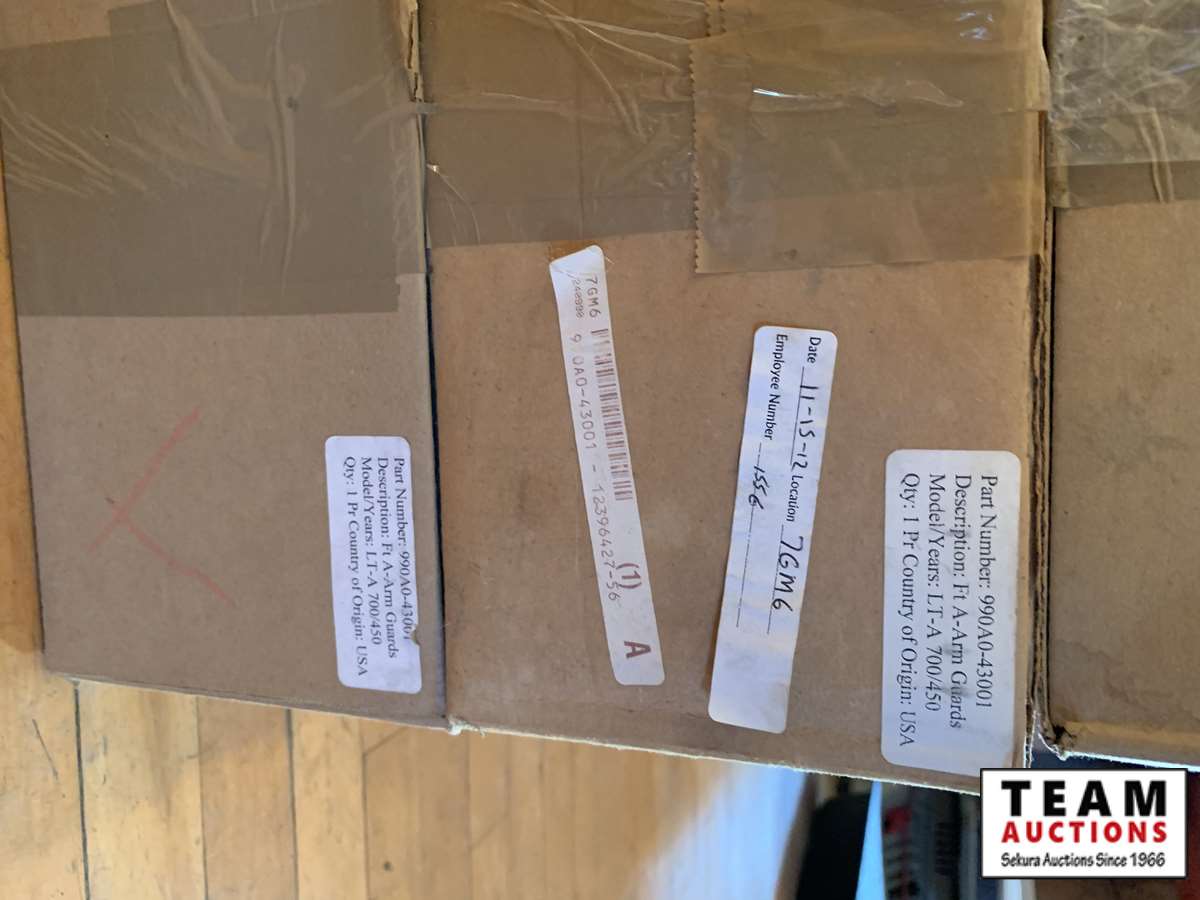 Part Number: 990A0-43001
Description: Ft A-Arm Guards
Model/Years: LT-A 700/450
Qty: 1 Pr Country of Origin: USA
7GM6
240990 9 0A0-43001 - 12396427-56
(1) A
Date 11-15-12 Location 7GM6
Employee Number 1556
Part Number: 990A0-43001
Description: Ft A-Arm Guards
Model/Years: LT-A 700/450
Qty: 1 Pr Country of Origin: USA
TEAM
AUCTIONS
Sekura Auctions Since 1966